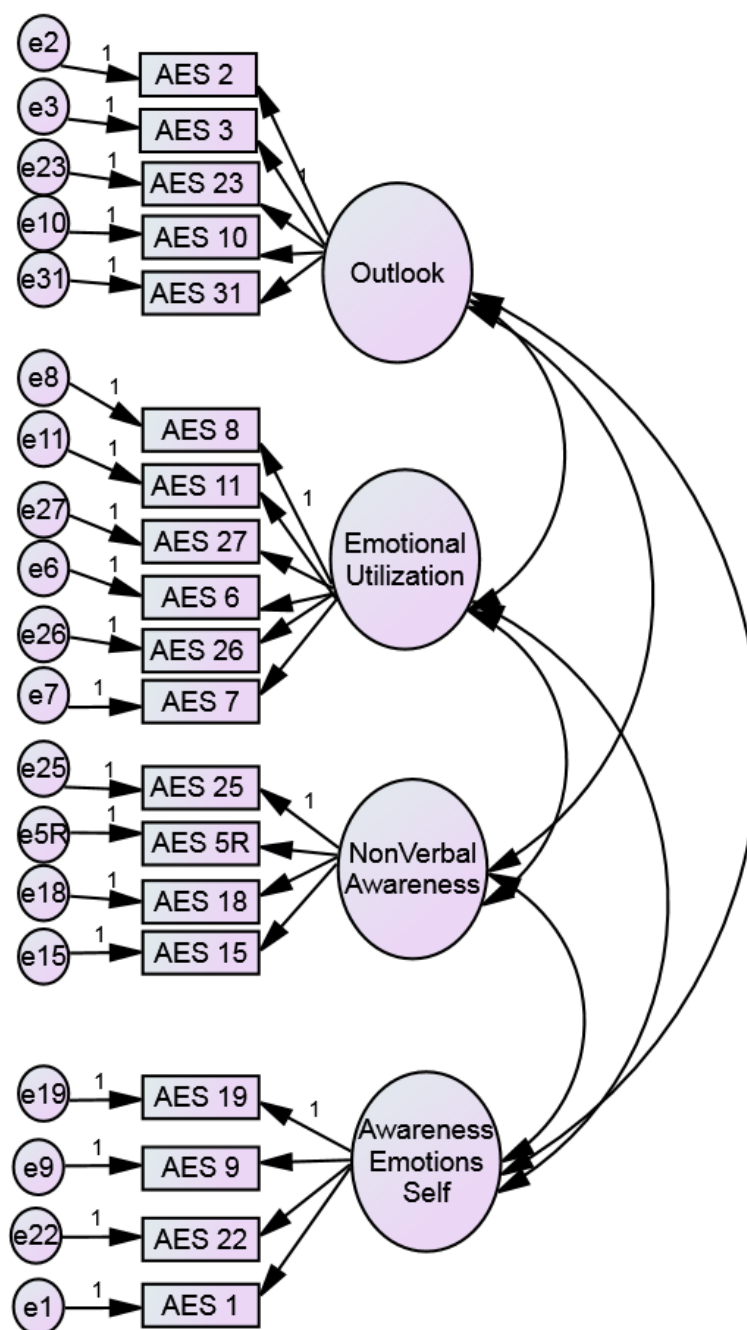 e2
1
AES 2
e3
1
AES 3
e23
1
AES 23
1
e10
1
AES 10
e31
1
AES 31
Outlook
e8
1
AES 8
e11
1
AES 11
e27
1
AES 27
1
e6
1
AES 6
e26
1
AES 26
e7
1
AES 7
Emotional
Utilization
e25
1
AES 25
1
e5R
1
AES 5R
e18
1
AES 18
e15
1
AES 15
NonVerbal
Awareness
e19
1
AES 19
1
e9
1
AES 9
e22
1
AES 22
e1
1
AES 1
Awareness
Emotions
Self